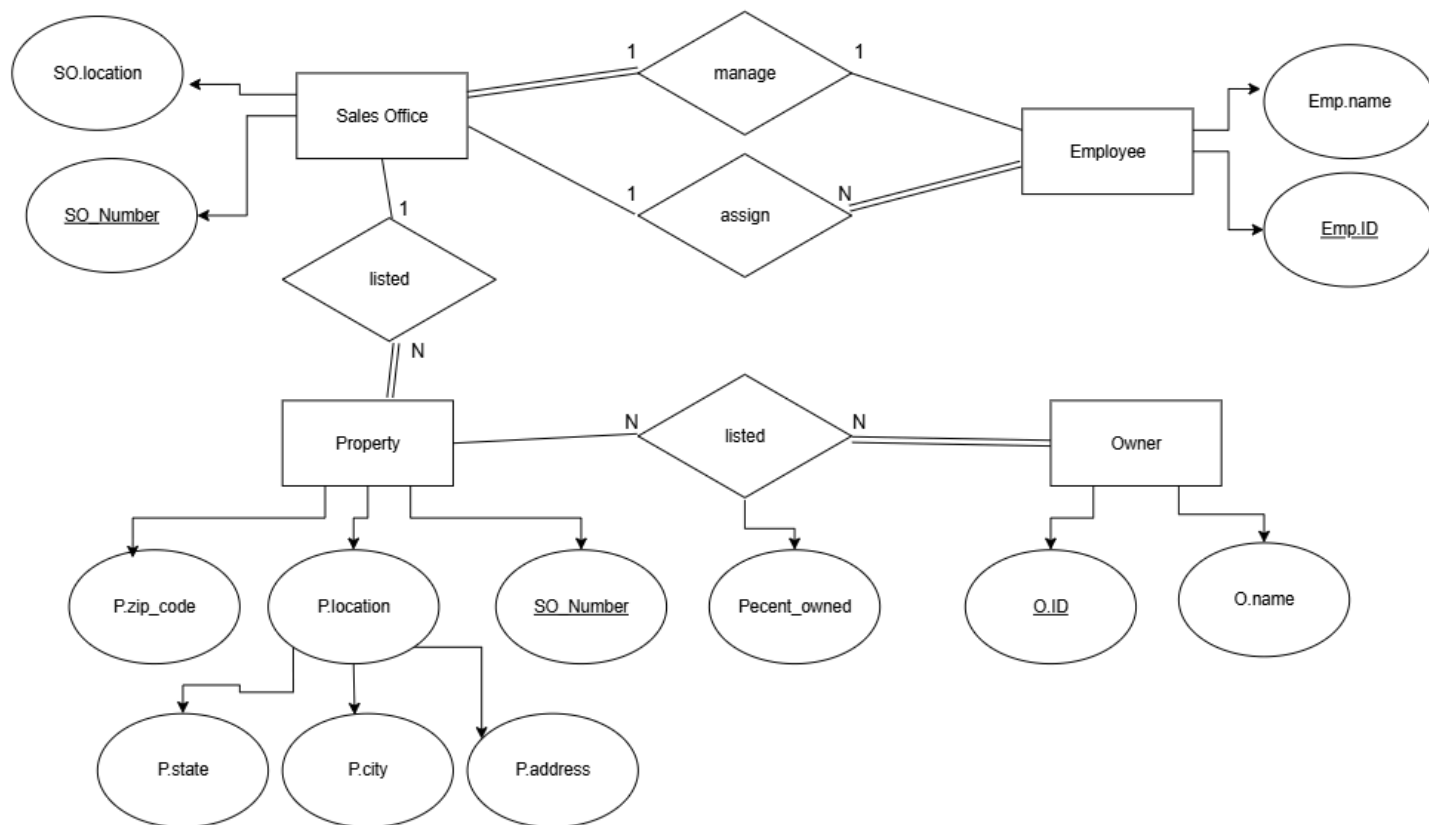 SO.location
Sales Office
1
manage
1
Employee
Emp.name
SO_Number
1
assign
N
Emp.ID
1
listed
N
Property
N
listed
N
Owner
P.zip_code
P.location
SO_Number
Pecent_owned
O.ID
O.name
P.state
P.city
P.address